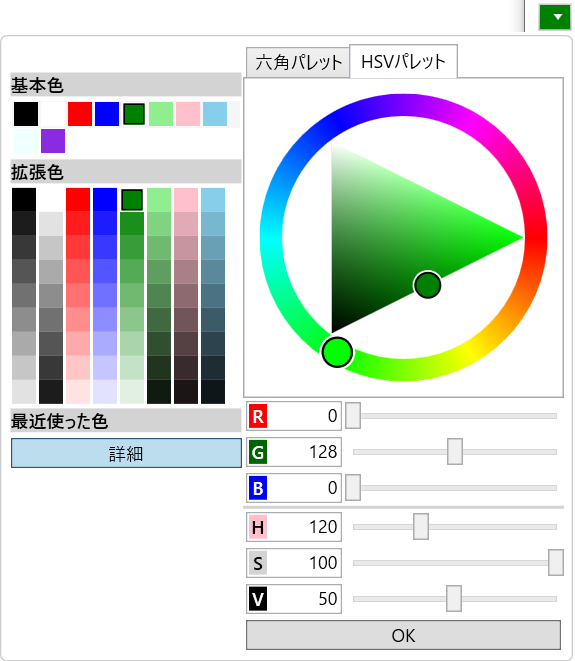 六角パレット
HSVパレット
基本色
拡張色
最近使った色
詳細
R 0
G 128
B 0
H 120
S 100
V 50
OK